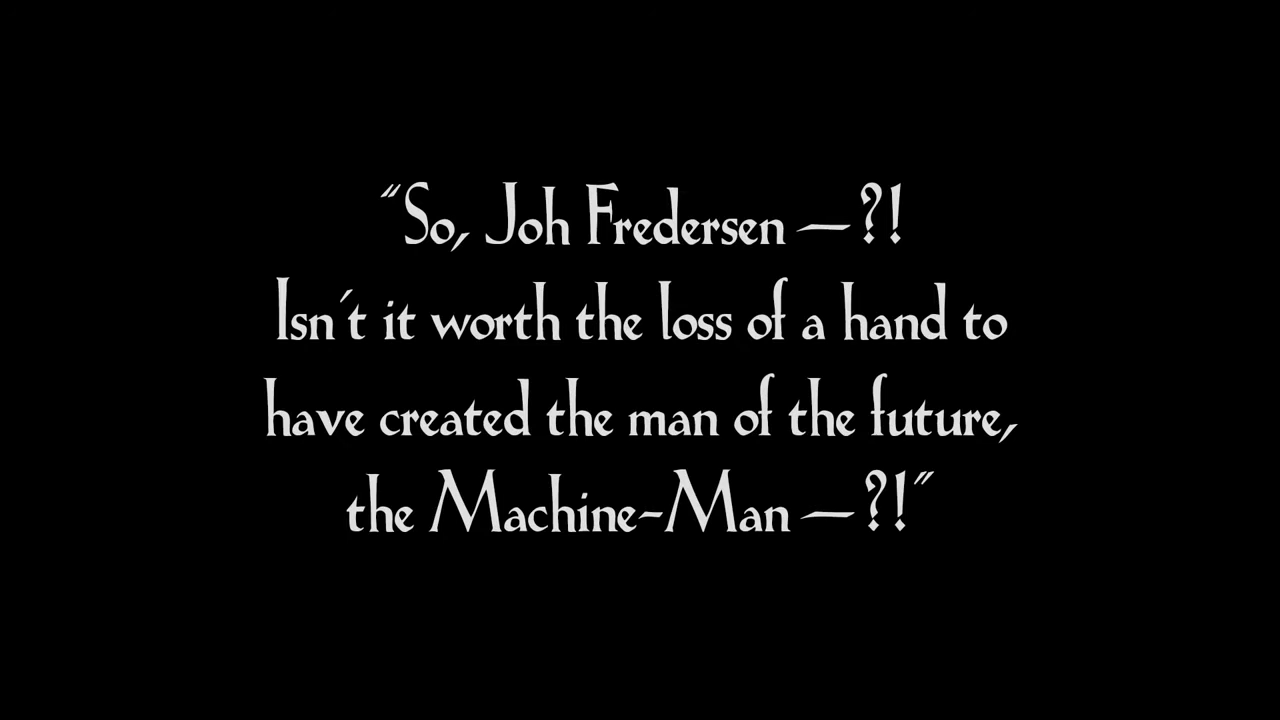 “So, Joh Fredersen —?!
Isn't it worth the loss of a hand to
have created the man of the future,
the Machine-Man —?!”